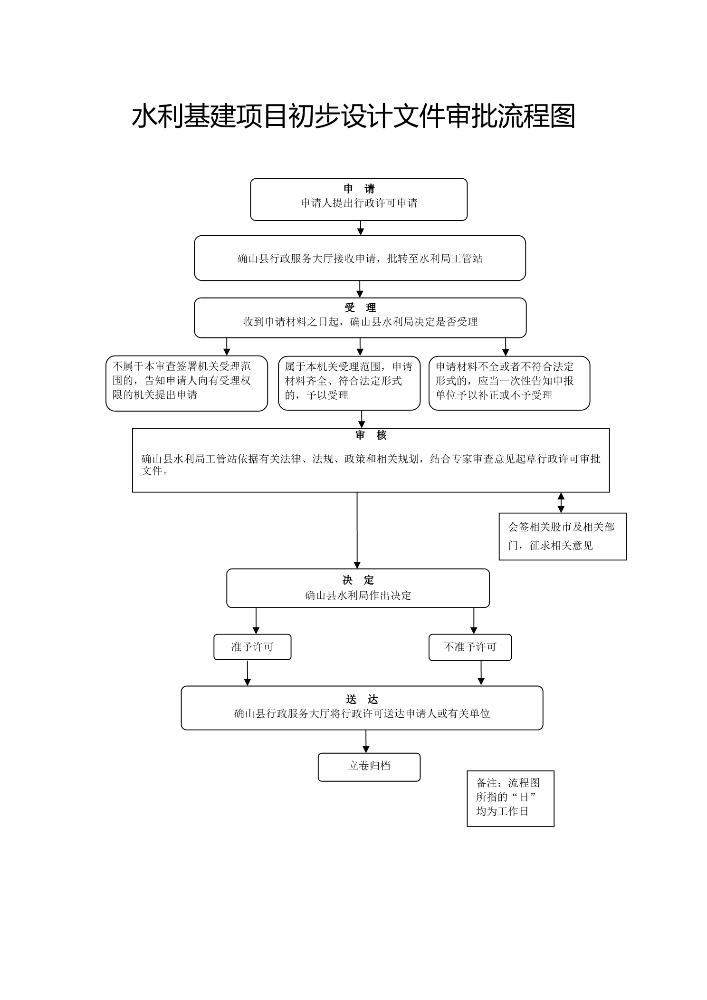 水利基建项目初步设计文件审批流程图
申 请
申请人提出行政许可申请
确山县行政服务大厅接收申请，批转至水利局工管站
受 理
收到申请材料之日起，确山县水利局决定是否受理
不属于本审查签署机关受理范
围的，告知申请人向有受理权
限的机关提出申请
属于本机关受理范围，申请
材料齐全、符合法定形式
的，予以受理
申请材料不全或者不符合法定
形式的，应当一次性告知申报
单位予以补正或不予受理
审 核
确山县水利局工管站依据有关法律、法规、政策和相关规划，结合专家审查意见起草行政许可审批
文件。
会签相关股市及相关部
门，征求相关意见
决 定
确山县水利局作出决定
准予许可
不准予许可
送 达
确山县行政服务大厅将行政许可送达申请人或有关单位
立卷归档
备注：流程图
所指的“日”
均为工作日